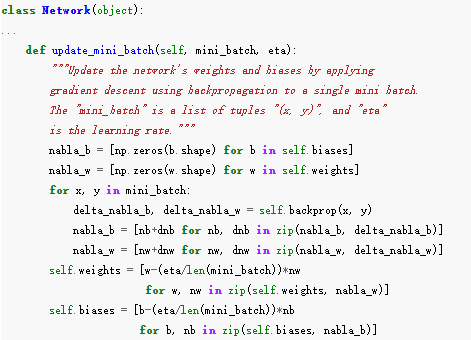 class Network(object):
...
    def update_mini_batch(self, mini_batch, eta):
        """Update the network's weights and biases by applying
        gradient descent using backpropagation to a single mini batch.
        The "mini_batch" is a list of tuples "(x, y)", and "eta"
        is the learning rate."""
        nabla_b = [np.zeros(b.shape) for b in self.biases]
        nabla_w = [np.zeros(w.shape) for w in self.weights]
        for x, y in mini_batch:
            delta_nabla_b, delta_nabla_w = self.backprop(x, y)
            nabla_b = [nb+dnb for nb, dnb in zip(nabla_b, delta_nabla_b)]
            nabla_w = [nw+dnw for nw, dnw in zip(nabla_w, delta_nabla_w)]
        self.weights = [w-(eta/len(mini_batch))*nw
                        for w, nw in zip(self.weights, nabla_w)]
        self.biases = [b-(eta/len(mini_batch))*nb
                       for b, nb in zip(self.biases, nabla_b)]